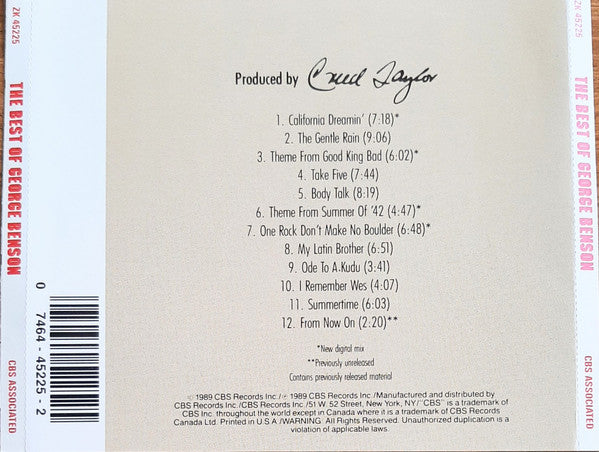 ZK 45225
THE BEST OF GEORGE BENSON
CBS ASSOCIATED
Produced by Creed Taylor
1. California Dreamin' (7:18)*
2. The Gentle Rain (9:06)
3. Theme From Good King Bad (6:02)*
4. Take Five (7:44)
5. Body Talk (8:19)
6. Theme From Summer Of '42 (4:47)*
7. One Rock Don't Make No Boulder (6:48)*
8. My Latin Brother (6:51)
9. Ode To A.Kudu (3:41)
10. I Remember Wes (4:07)
11. Summertime (6:03)
12. From Now On (2:20)**
*New digital mix
**Previously unreleased
Contains previously released material
© 1989 CBS Records Inc./℗ 1989 CBS Records Inc./Manufactured and distributed by
CBS Records Inc./CBS Records Inc./51 W. 52 Street, New York, NY/"CBS" is a trademark of
CBS Inc. throughout the world except in Canada where it is a trademark of CBS Records
Canada Ltd. Printed in U.S.A./WARNING: All Rights Reserved. Unauthorized duplication is a
violation of applicable laws.
0 7464-45225-2
ZK 45225
THE BEST OF GEORGE BENSON
CBS ASSOCIATED